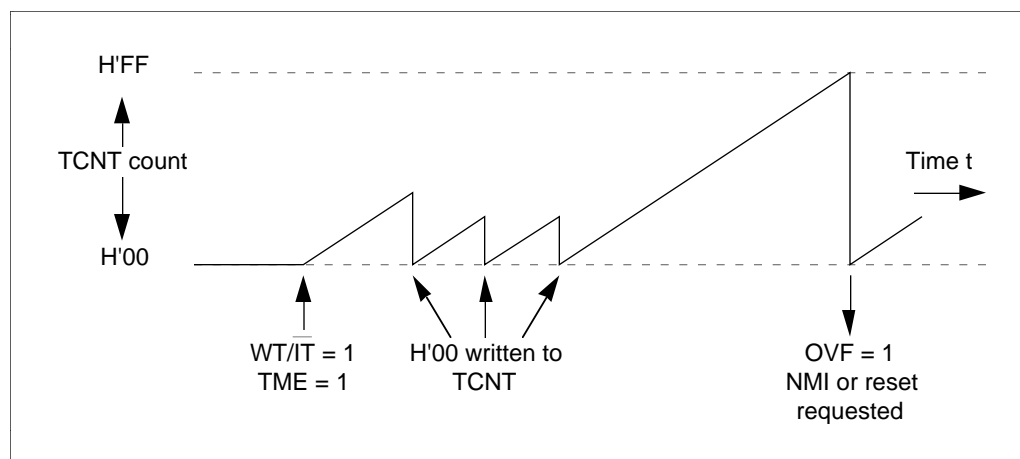 H'FF
TCNT count
Time t
H'00
WT/I̅T̅ = 1
TME = 1
H'00 written to
TCNT
OVF = 1
NMI or reset
requested